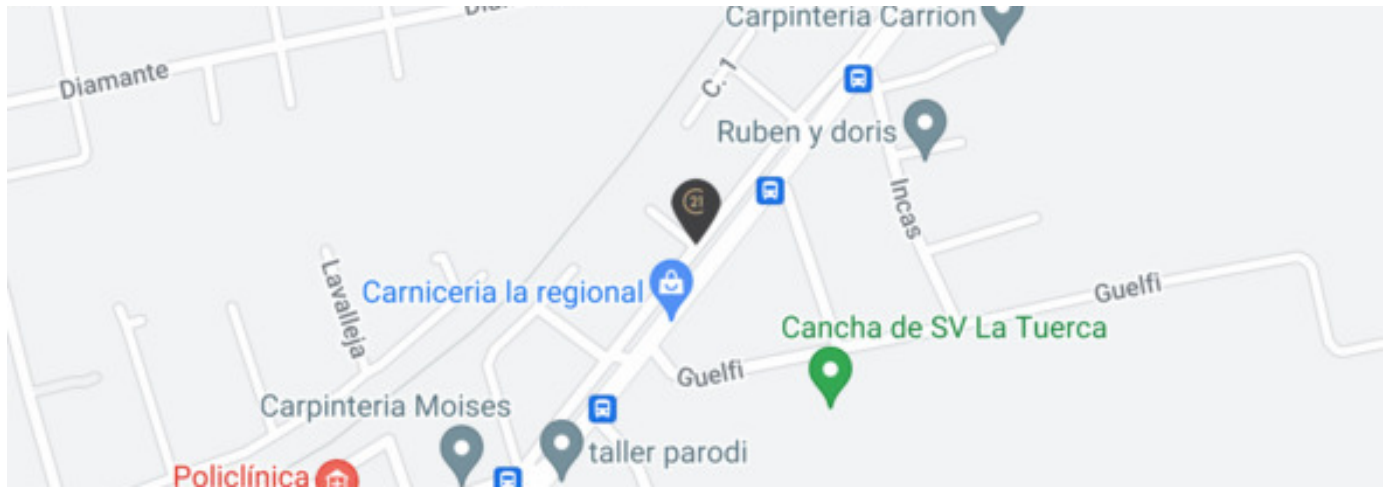 Carpinteria Carrion
Diamante
C. 1
Ruben y doris
21
Incas
Lavalleja
Carniceria la regional
Guelfi
Cancha de SV La Tuerca
Guelfi
Carpinteria Moises
taller parodi
Policlínica